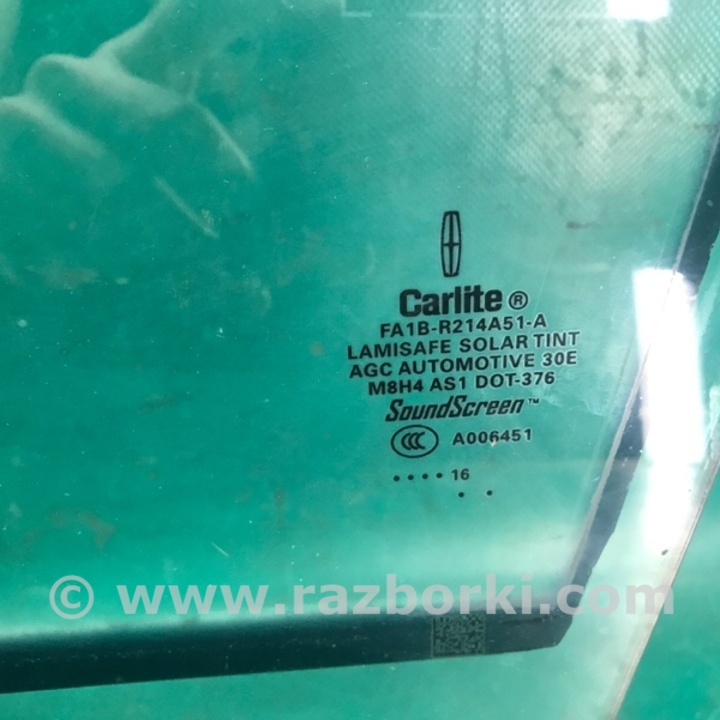 Carlite®
FA1B-R214A51-A
LAMISAFE SOLAR TINT
AGC AUTOMOTIVE 30E
M8H4 AS1 DOT-376
SoundScreen™
CCC A006451
•••• 16
• •
© www.razborki.com